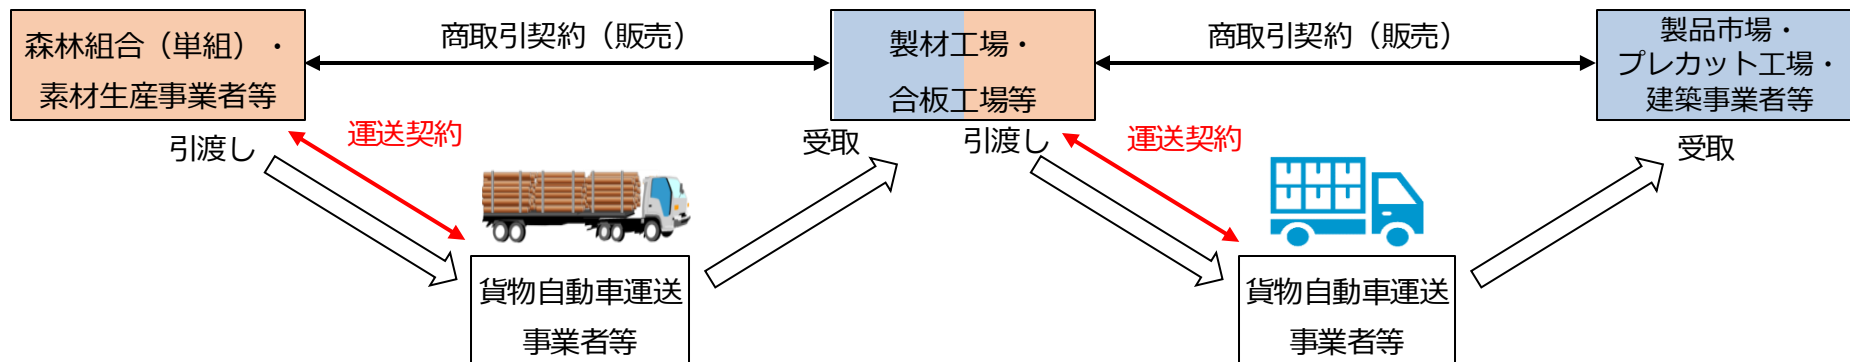 森林組合（単組）・
素材生産事業者等
商取引契約（販売）
製材工場・
合板工場等
商取引契約（販売）
製品市場・
プレカット工場・
建築事業者等
引渡し
運送契約
受取
引渡し
運送契約
受取
貨物自動車運送
事業者等
貨物自動車運送
事業者等